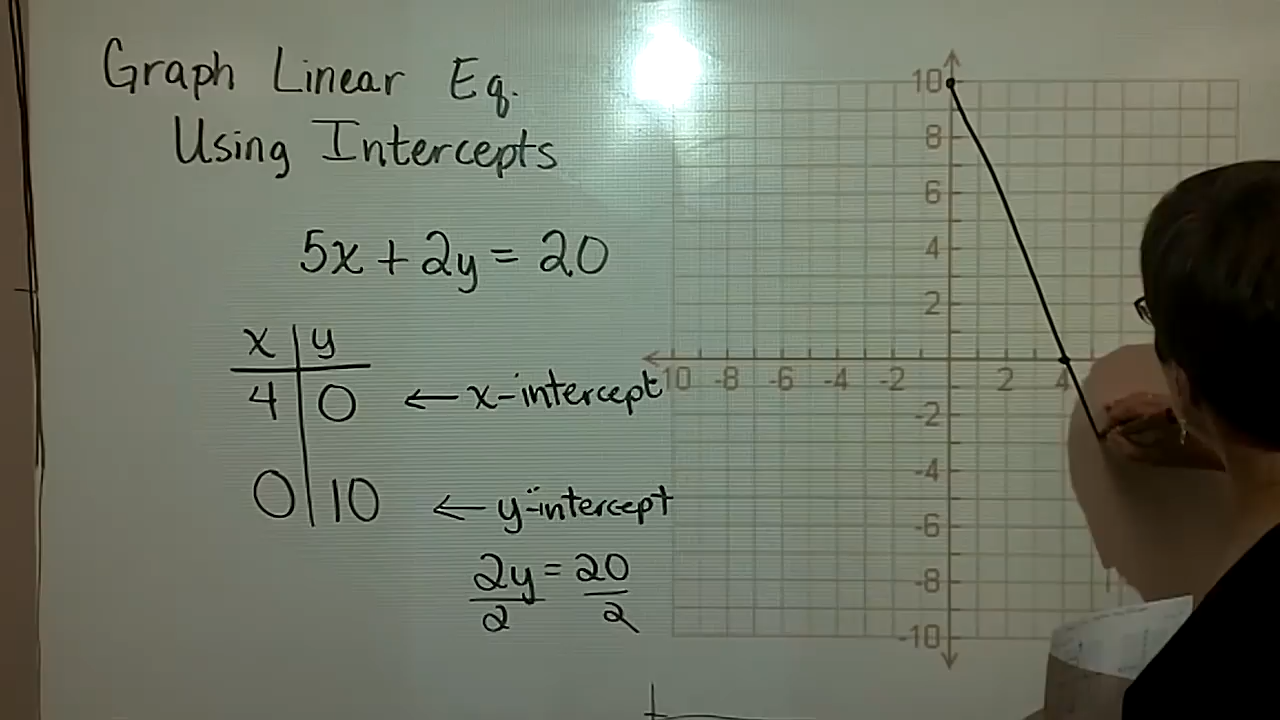 Graph Linear Eq.
Using Intercepts
5x + 2y = 20
x y
4 0 ← x-intercept
0 10 ← y-intercept
2y = 20
2 2
10
8
6
4
2
-10 -8 -6 -4 -2 2 4
-2
-4
-6
-8
-10